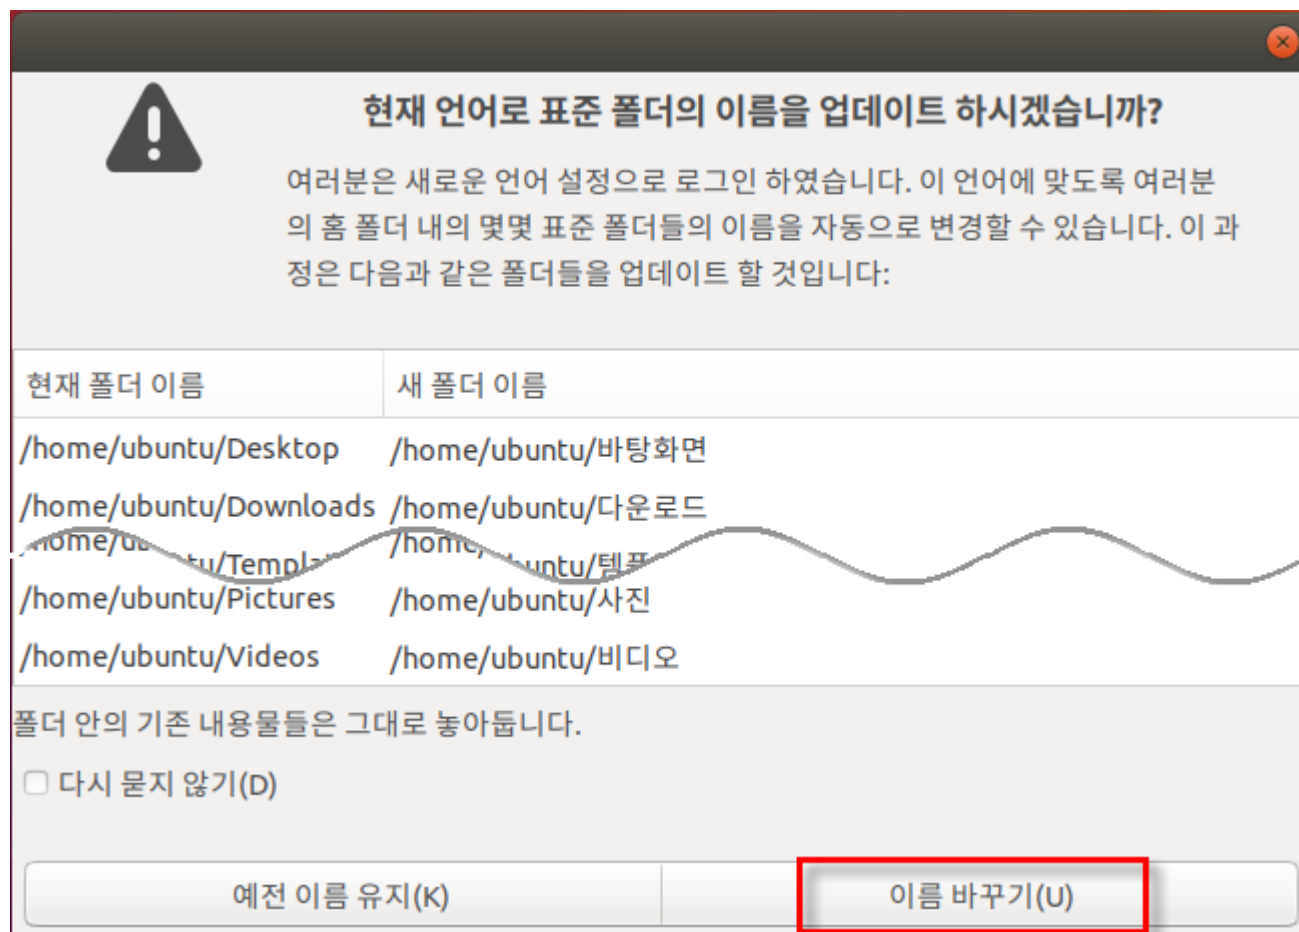 현재 언어로 표준 폴더의 이름을 업데이트 하시겠습니까?
여러분은 새로운 언어 설정으로 로그인 하였습니다. 이 언어에 맞도록 여러분
의 홈 폴더 내의 몇몇 표준 폴더들의 이름을 자동으로 변경할 수 있습니다. 이 과
정은 다음과 같은 폴더들을 업데이트 할 것입니다:
현재 폴더 이름 새 폴더 이름
/home/ubuntu/Desktop /home/ubuntu/바탕화면
/home/ubuntu/Downloads /home/ubuntu/다운로드
/home/ubuntu/Pictures /home/ubuntu/사진
/home/ubuntu/Videos /home/ubuntu/비디오
폴더 안의 기존 내용물들은 그대로 놓아둡니다.
다시 묻지 않기(D)
예전 이름 유지(K) 이름 바꾸기(U)